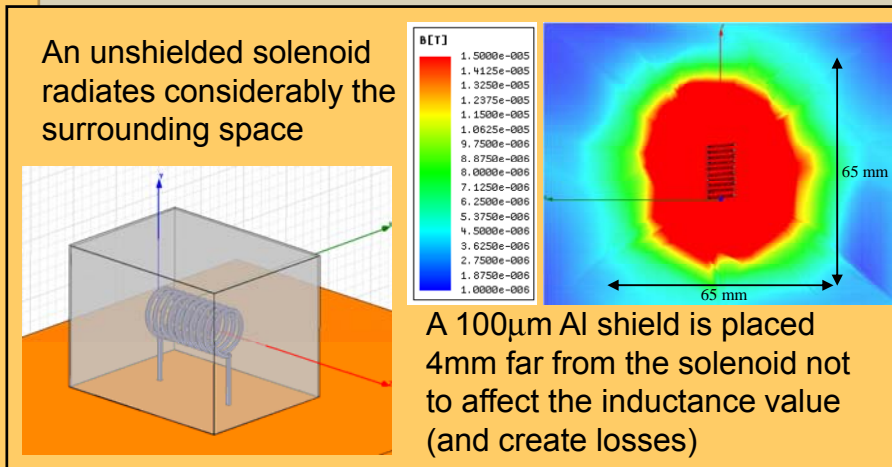 An unshielded solenoid
radiates considerably the
surrounding space
B[T]
1.5000e-005
1.4125e-005
1.3250e-005
1.2375e-005
1.1500e-005
1.0625e-005
9.7500e-006
8.8750e-006
8.0000e-006
7.1250e-006
6.2500e-006
5.3750e-006
4.5000e-006
3.6250e-006
2.7500e-006
1.8750e-006
1.0000e-006
65 mm
65 mm
A 100μm Al shield is placed
4mm far from the solenoid not
to affect the inductance value
(and create losses)